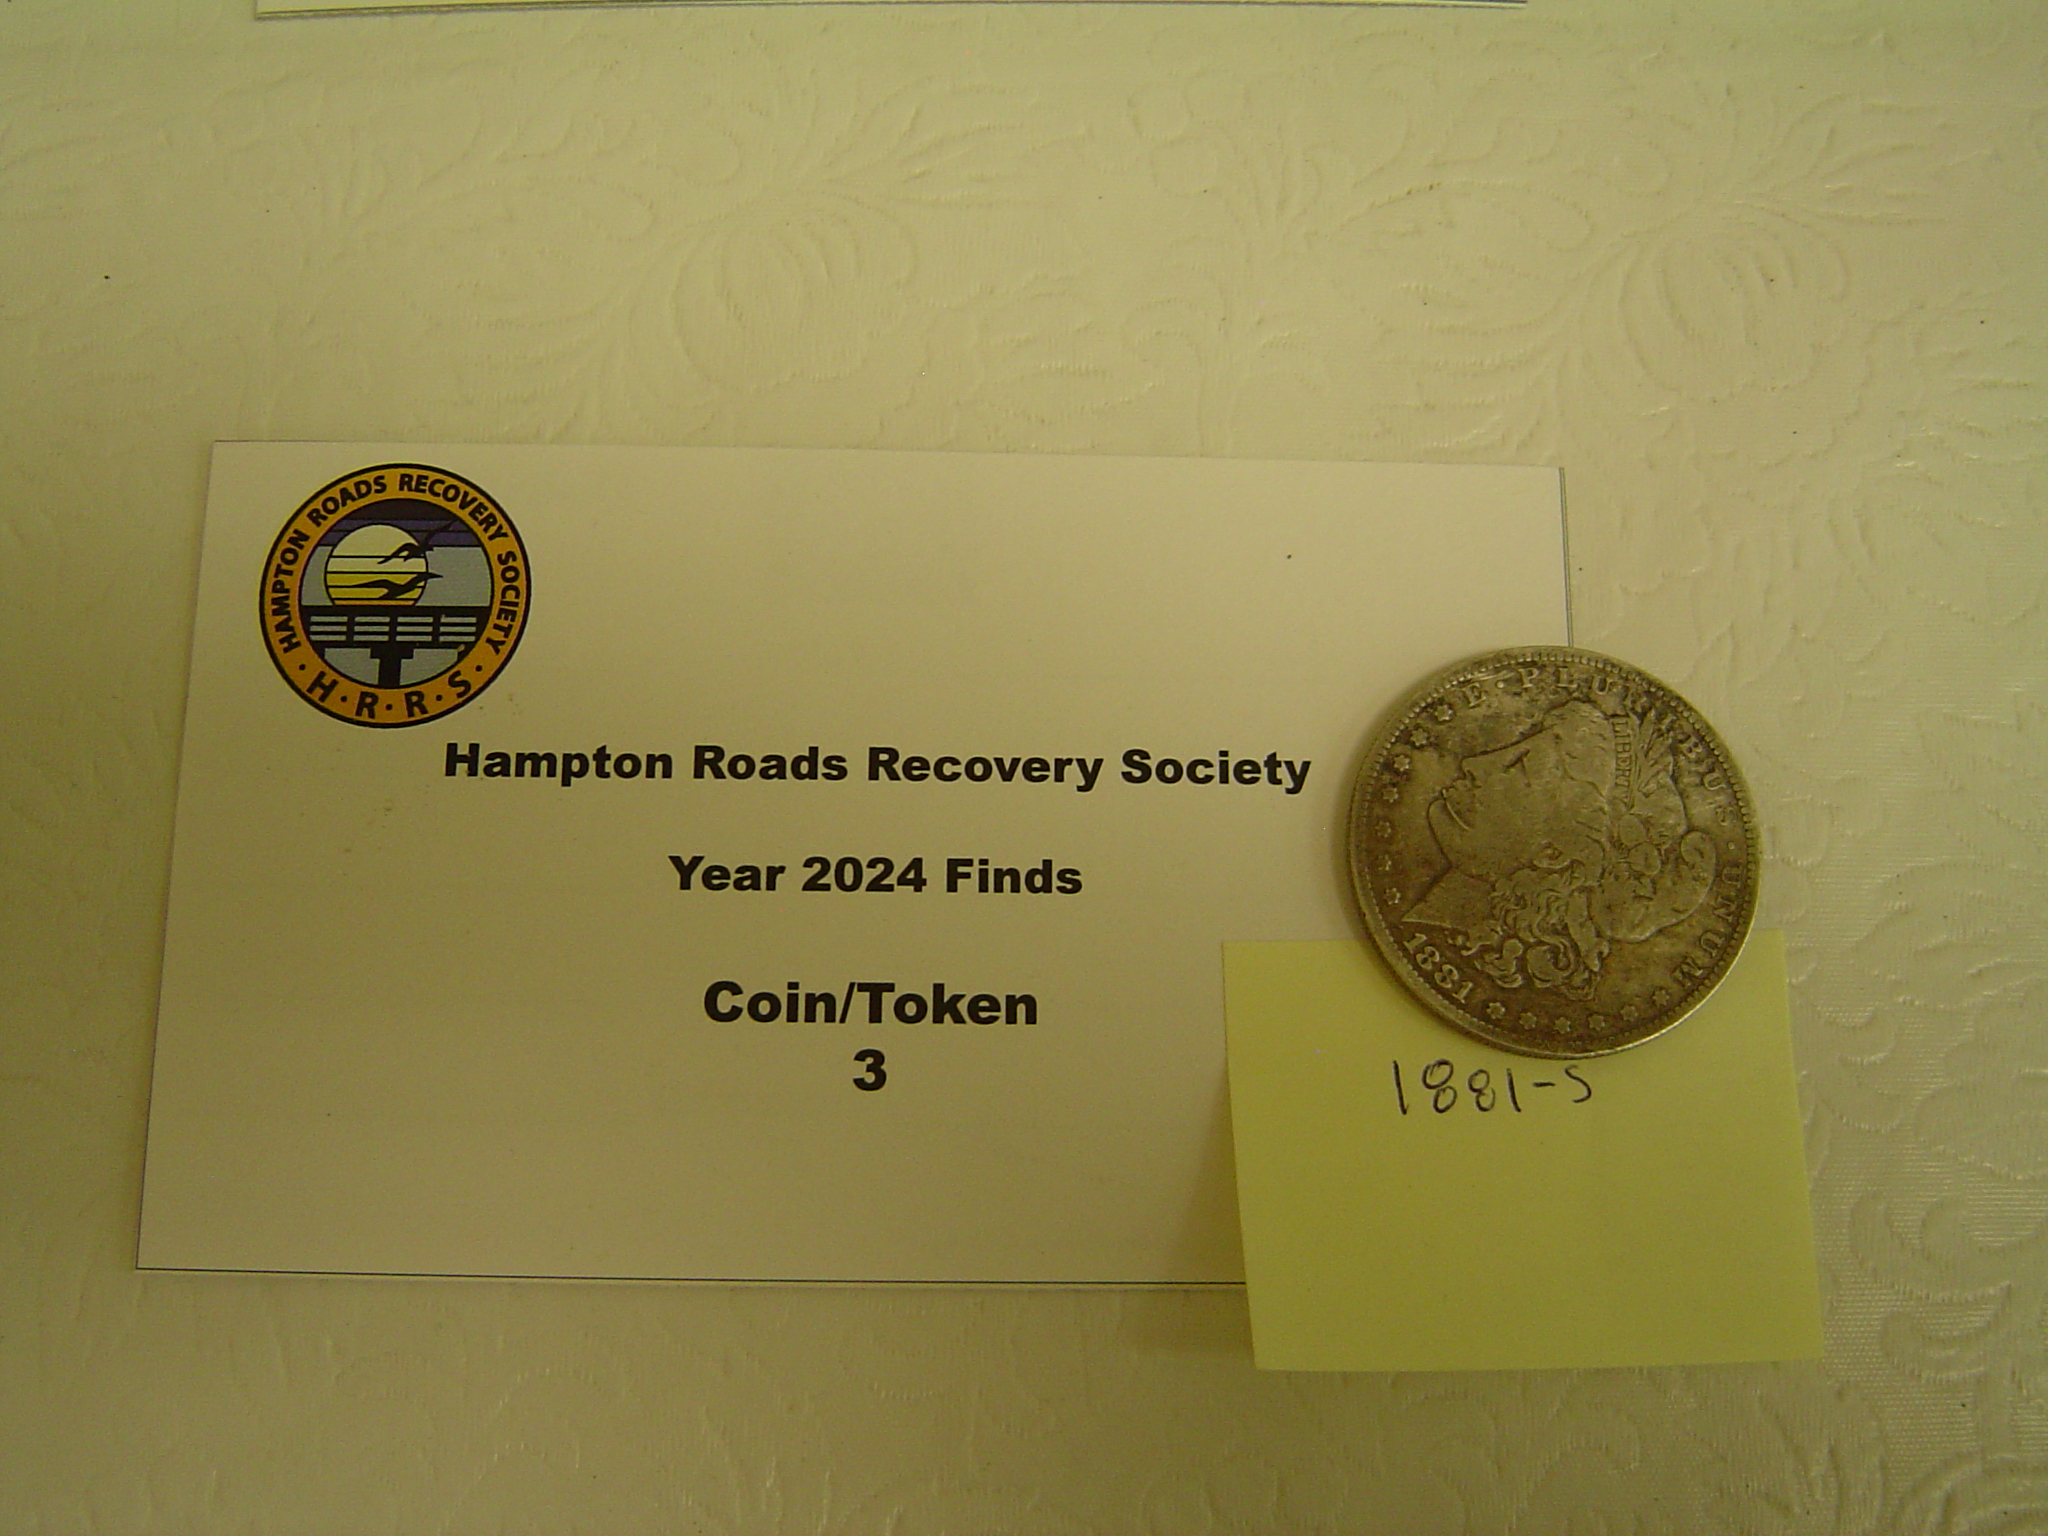 HAMPTON ROADS RECOVERY SOCIETY
H·R·R·S
Hampton Roads Recovery Society
Year 2024 Finds
Coin/Token
3
E·PLURIBUS·UNUM
LIBERTY
1881
1881-S